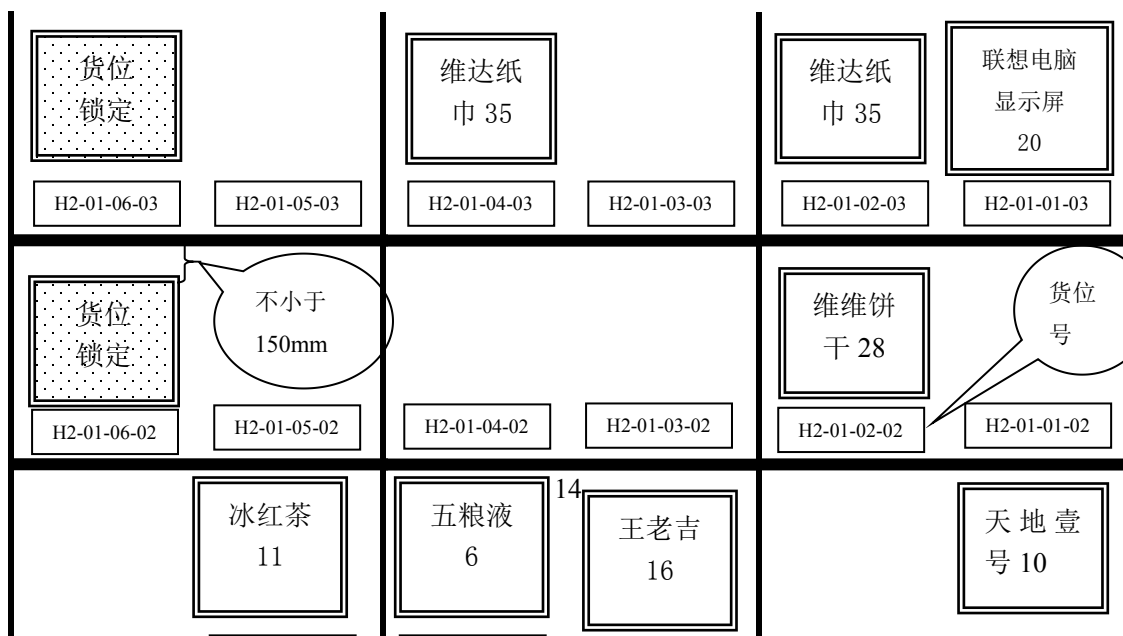 货位
锁定
维达纸
巾 35
维达纸
巾 35
联想电脑
显示屏
20
H2-01-06-03
H2-01-05-03
H2-01-04-03
H2-01-03-03
H2-01-02-03
H2-01-01-03
货位
锁定
不小于
150mm
维维饼
干 28
货位
号
H2-01-06-02
H2-01-05-02
H2-01-04-02
H2-01-03-02
H2-01-02-02
H2-01-01-02
冰红茶
11
五粮液
6
14
王老吉
16
天地壹
号 10